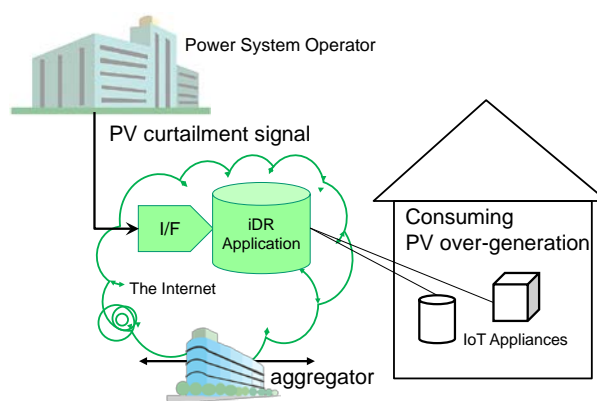 Power System Operator
PV curtailment signal
I/F
iDR
Application
The Internet
aggregator
Consuming
PV over-generation
IoT Appliances